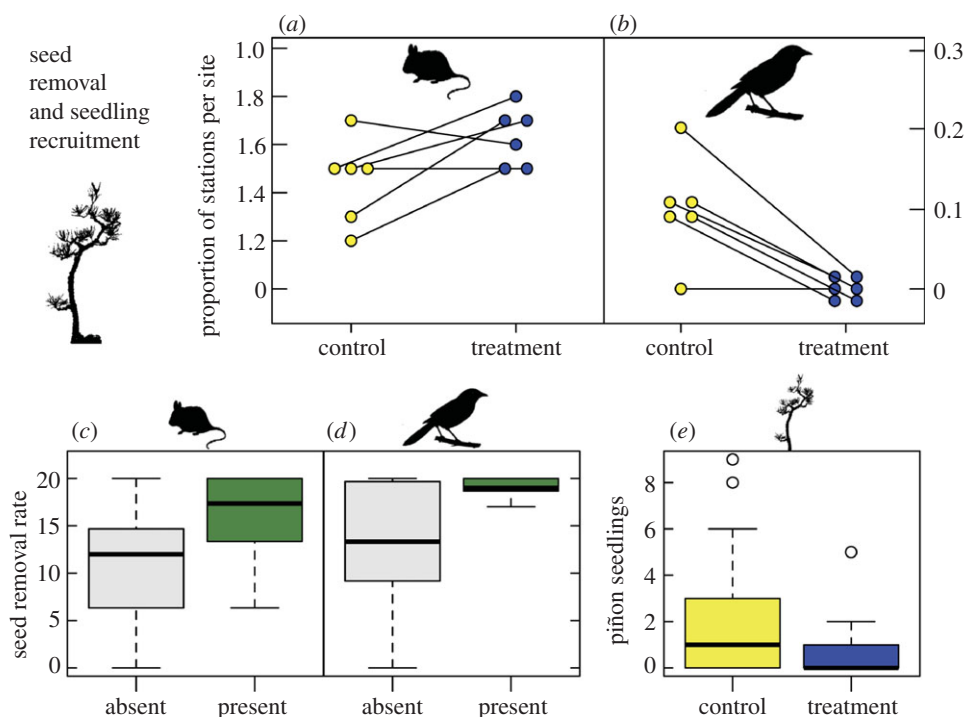 seed
removal
and seedling
recruitment
(a)
(b)
proportion of stations per site
1.0
1.8
1.6
1.4
1.2
0
0.3
0.2
0.1
0
control
treatment
control
treatment
(c)
(d)
(e)
seed removal rate
20
15
10
5
0
absent
present
absent
present
piñon seedlings
8
6
4
2
0
control
treatment